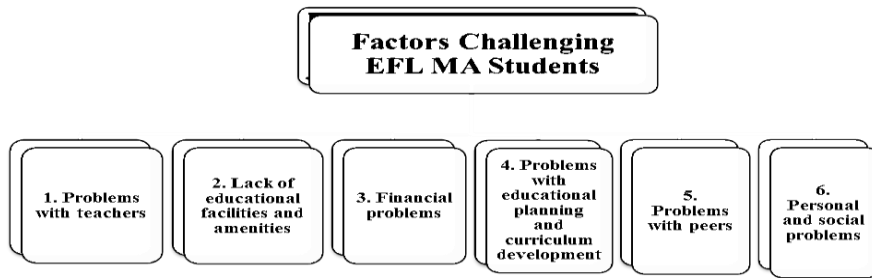 Factors Challenging
EFL MA Students
1. Problems
with teachers
2. Lack of
educational
facilities and
amenities
3. Financial
problems
4. Problems
with
educational
planning
and
curriculum
development
5.
Problems
with peers
6.
Personal
and social
problems